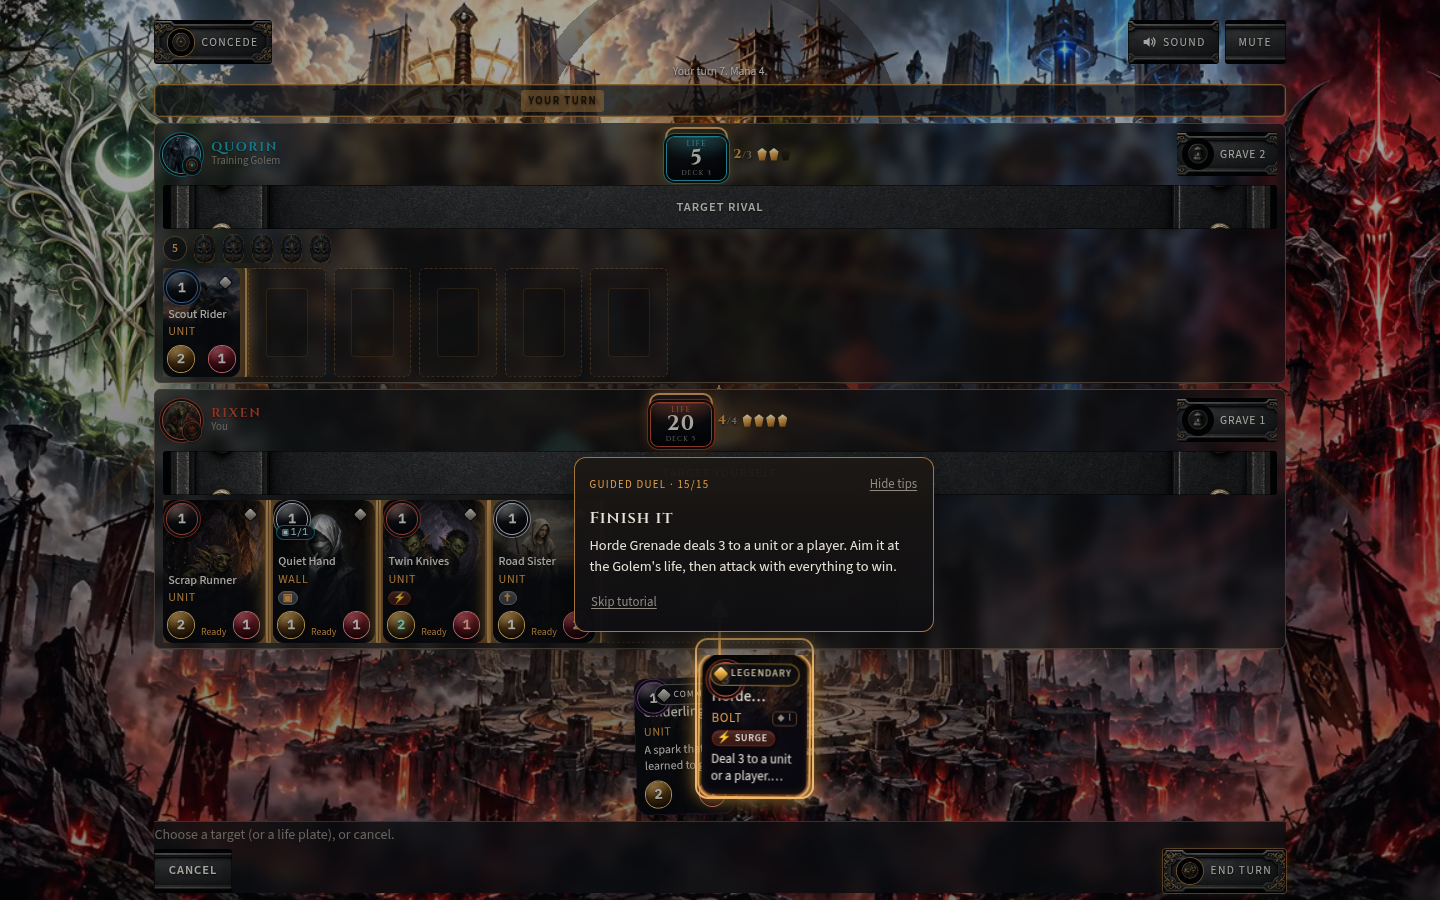 CONCEDE
SOUND
MUTE
Your turn 7. Mana 4.
YOUR TURN
QUORIN
Training Golem
LIFE
5
DECK 3
2/3
GRAVE 2
TARGET RIVAL
5
1
Scout Rider
UNIT
2
1
RIXEN
You
LIFE
20
DECK 5
4/4
GRAVE 1
1
Scrap Runner
UNIT
2
Ready
1
1
1/1
Quiet Hand
WALL
1
Ready
1
1
Twin Knives
UNIT
2
Ready
1
1
Road Sister
UNIT
1
Ready
GUIDED DUEL · 15/15
Hide tips
FINISH IT
Horde Grenade deals 3 to a unit or a player. Aim it at
the Golem's life, then attack with everything to win.
Skip tutorial
1
UNIT
A spark
learned to
2
LEGENDARY
Horde...
BOLT
1
SURGE
Deal 3 to a unit
or a player.…
Choose a target (or a life plate), or cancel.
CANCEL
END TURN